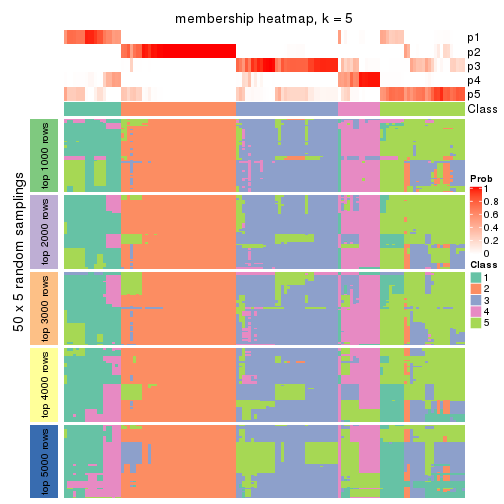 membership heatmap, k = 5
p1
p2
p3
p4
p5
Class
50 x 5 random samplings
top 1000 rows
top 2000 rows
top 3000 rows
top 4000 rows
top 5000 rows
Prob
1
0.8
0.6
0.4
0.2
0
Class
1
2
3
4
5